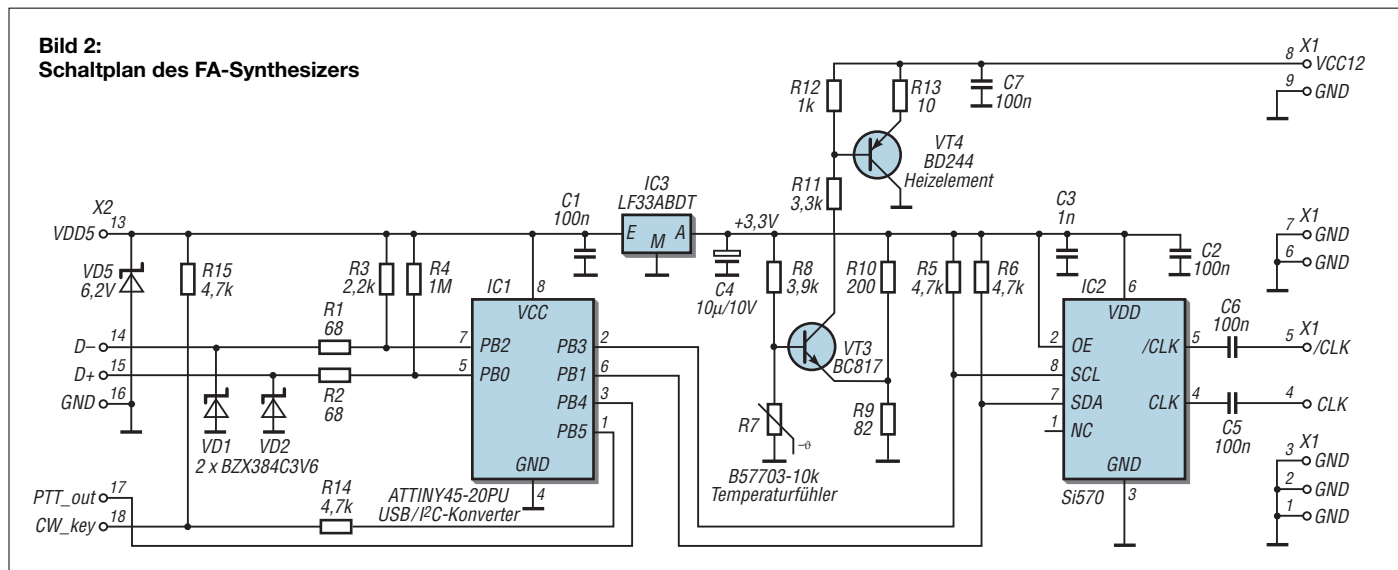 Bild 2:
Schaltplan des FA-Synthesizers
X1
8 VCC12
9 GND
R12
1k
R13
10
C7
100n
VT4
BD244
Heizelement
R11
3,3k
IC3
LF33ABDT
E M A
+3,3V
C1
100n
C3
1n
X1
7 GND
6 GND
X2
13
VDD5
VD5
6,2V
R15
4,7k
R3
2,2k
R4
1M
IC1
8
VCC
C4
10µ/10V
R8
3,9k
R10
200
R5
4,7k
R6
4,7k
IC2
6
VDD
C2
100n
R1
68
14
D−
15
D+
16
GND
R2
68
7 PB2
5 PB0
PB3 2
PB1 6
PB4 3
PB5 1
GND
4
VT3
BC817
2 OE
8 SCL
7 SDA
1 NC
/CLK 5
CLK 4
GND
3
Si570
C6
100n
5 X1
/CLK
4
CLK
C5
100n
VD1
VD2
2 x BZX384C3V6
R7
−ϑ
R9
82
B57703-10k
Temperaturfühler
X1
3 GND
2 GND
1 GND
17
PTT_out
18
CW_key
R14
4,7k
ATTINY45-20PU
USB/I²C-Konverter